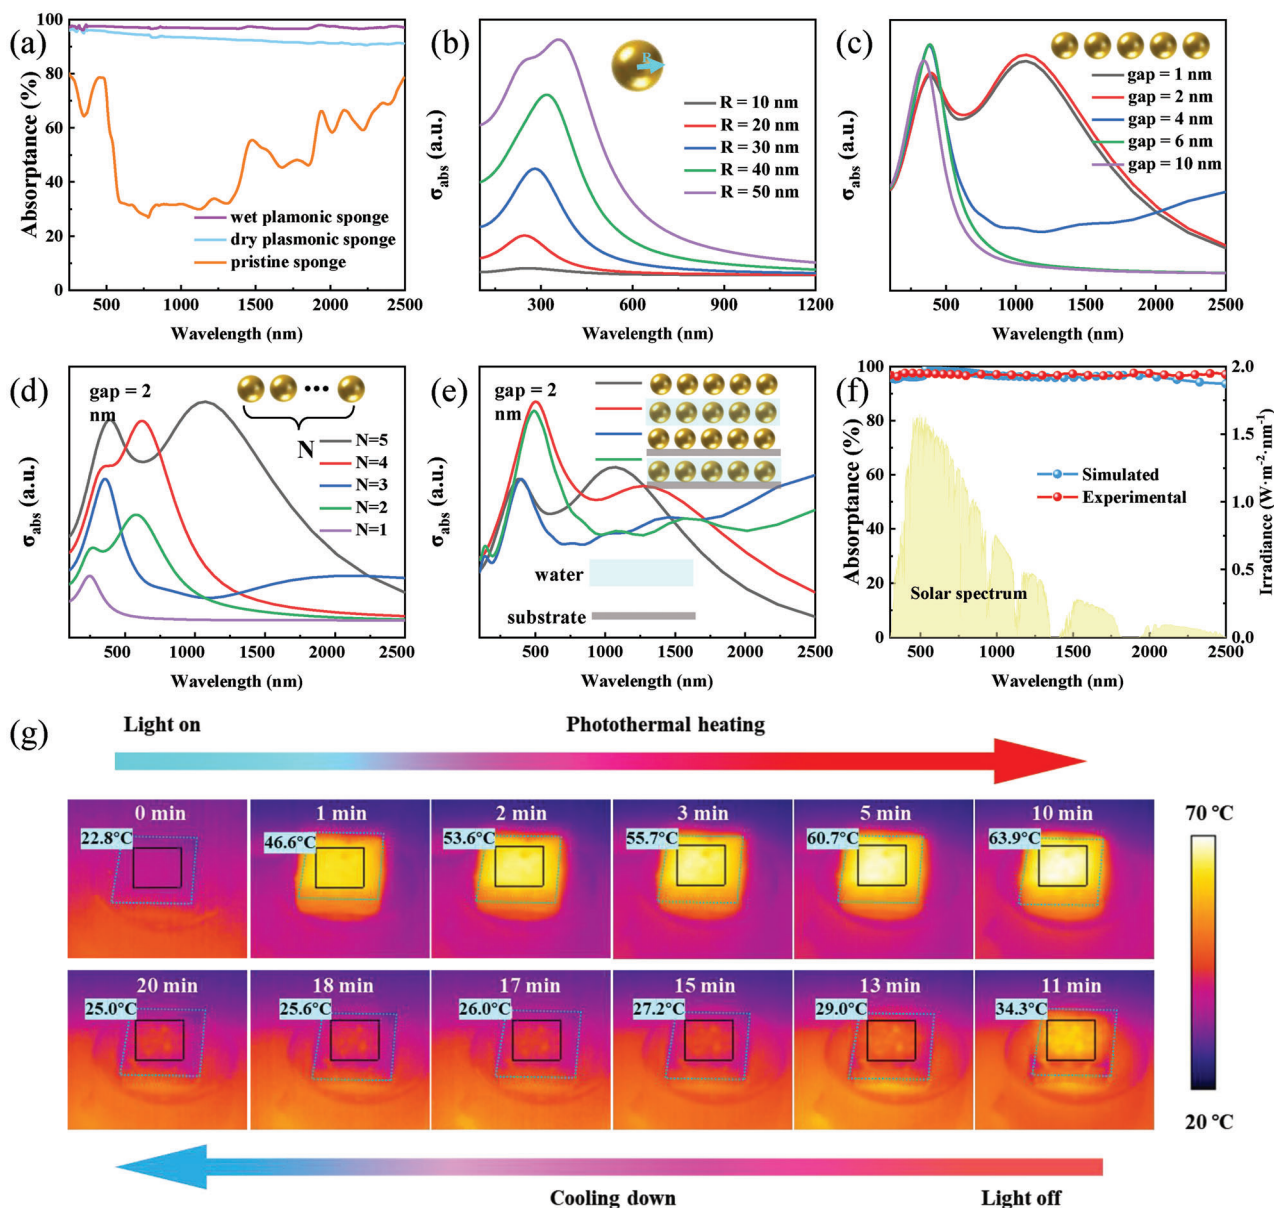 (a)
100
80
60
40
20
0
Absorptance (%)
wet plamonic sponge
dry plasmonic sponge
pristine sponge
500 1000 1500 2000 2500
Wavelength (nm)
(b)
σabs (a.u.)
R
R = 10 nm
R = 20 nm
R = 30 nm
R = 40 nm
R = 50 nm
300 600 900 1200
Wavelength (nm)
(c)
σabs (a.u.)
gap = 1 nm
gap = 2 nm
gap = 4 nm
gap = 6 nm
gap = 10 nm
500 1000 1500 2000 2500
Wavelength (nm)
(d)
σabs (a.u.)
gap = 2
nm
N
N=5
N=4
N=3
N=2
N=1
500 1000 1500 2000 2500
Wavelength (nm)
(e)
σabs (a.u.)
gap = 2
nm
water
substrate
500 1000 1500 2000 2500
Wavelength (nm)
(f)
100
80
60
40
20
0
Absorptance (%)
Simulated
Experimental
Solar spectrum
2.0
1.5
1.0
0.5
0.0
Irradiance (W·m-2·nm-1)
500 1000 1500 2000 2500
Wavelength (nm)
(g)
Light on Photothermal heating
0 min 1 min 2 min 3 min 5 min 10 min
22.8°C 46.6°C 53.6°C 55.7°C 60.7°C 63.9°C
20 min 18 min 17 min 15 min 13 min 11 min
25.0°C 25.6°C 26.0°C 27.2°C 29.0°C 34.3°C
70 °C
20 °C
Cooling down Light off